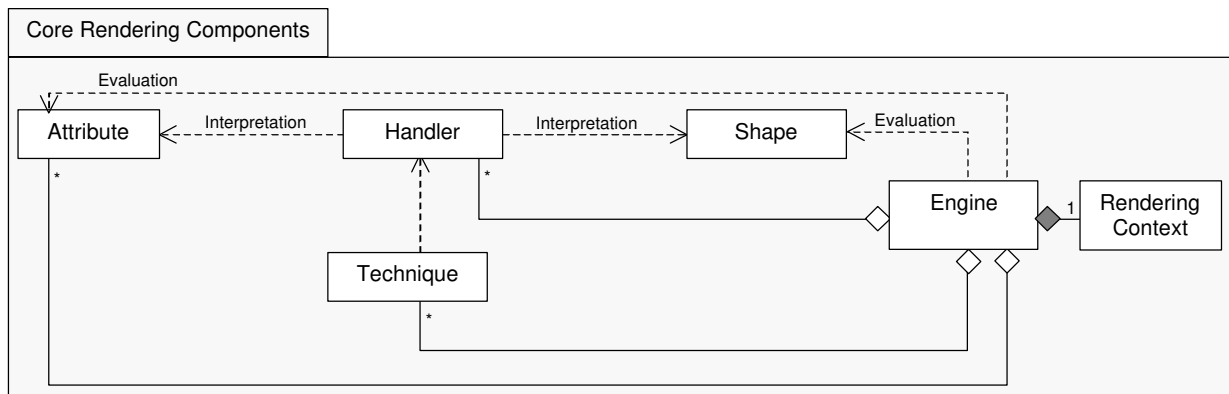 Core Rendering Components
Evaluation
Attribute
Interpretation
Handler
Interpretation
Shape
Evaluation
*
*
Engine
1
Rendering
Context
Technique
*